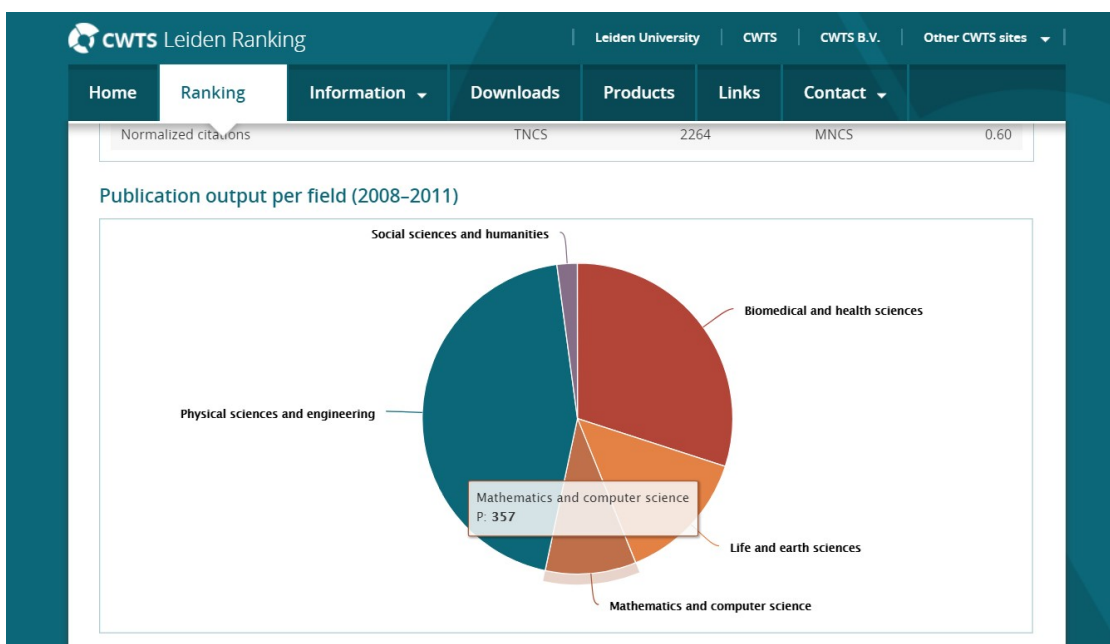 CWTS Leiden Ranking
Leiden University CWTS CWTS B.V. Other CWTS sites
Home Ranking Information Downloads Products Links Contact
Normalized citations TNCS 2264 MNCS 0.60
Publication output per field (2008–2011)
Social sciences and humanities
Biomedical and health sciences
Physical sciences and engineering
Mathematics and computer science
P: 357
Life and earth sciences
Mathematics and computer science